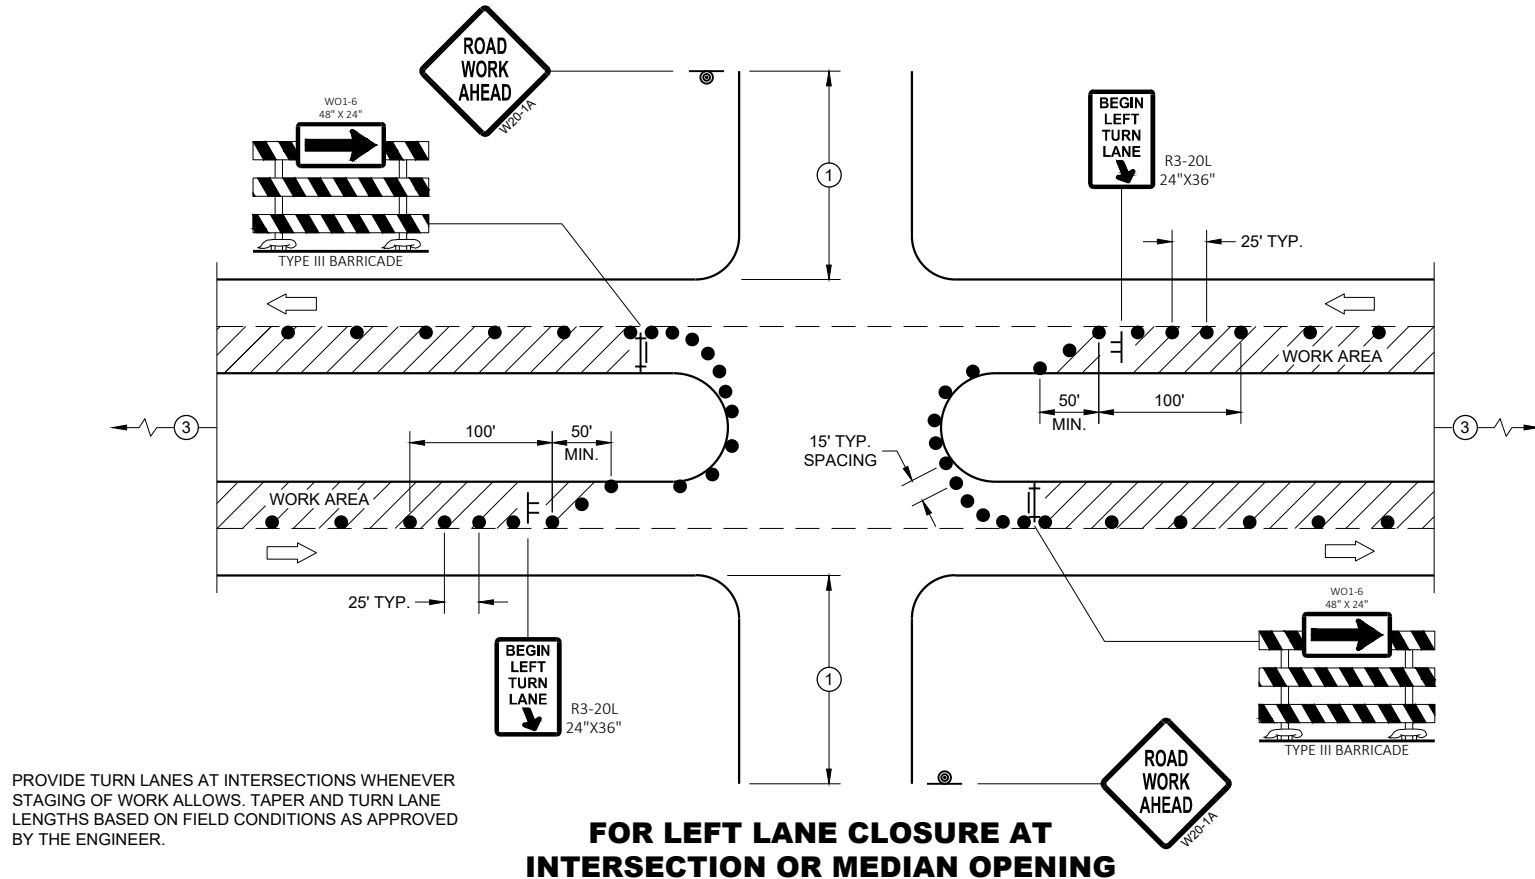 ROAD
WORK
AHEAD
W20-1A
WO1-6
48" X 24"
TYPE III BARRICADE
BEGIN
LEFT
TURN
LANE
R3-20L
24"X36"
1
25' TYP.
WORK AREA
50'
MIN.
100'
3
3
100'
50'
MIN.
15' TYP.
SPACING
WORK AREA
25' TYP.
1
BEGIN
LEFT
TURN
LANE
R3-20L
24"X36"
WO1-6
48" X 24"
TYPE III BARRICADE
ROAD
WORK
AHEAD
W20-1A
PROVIDE TURN LANES AT INTERSECTIONS WHENEVER
STAGING OF WORK ALLOWS. TAPER AND TURN LANE
LENGTHS BASED ON FIELD CONDITIONS AS APPROVED
BY THE ENGINEER.
FOR LEFT LANE CLOSURE AT
INTERSECTION OR MEDIAN OPENING